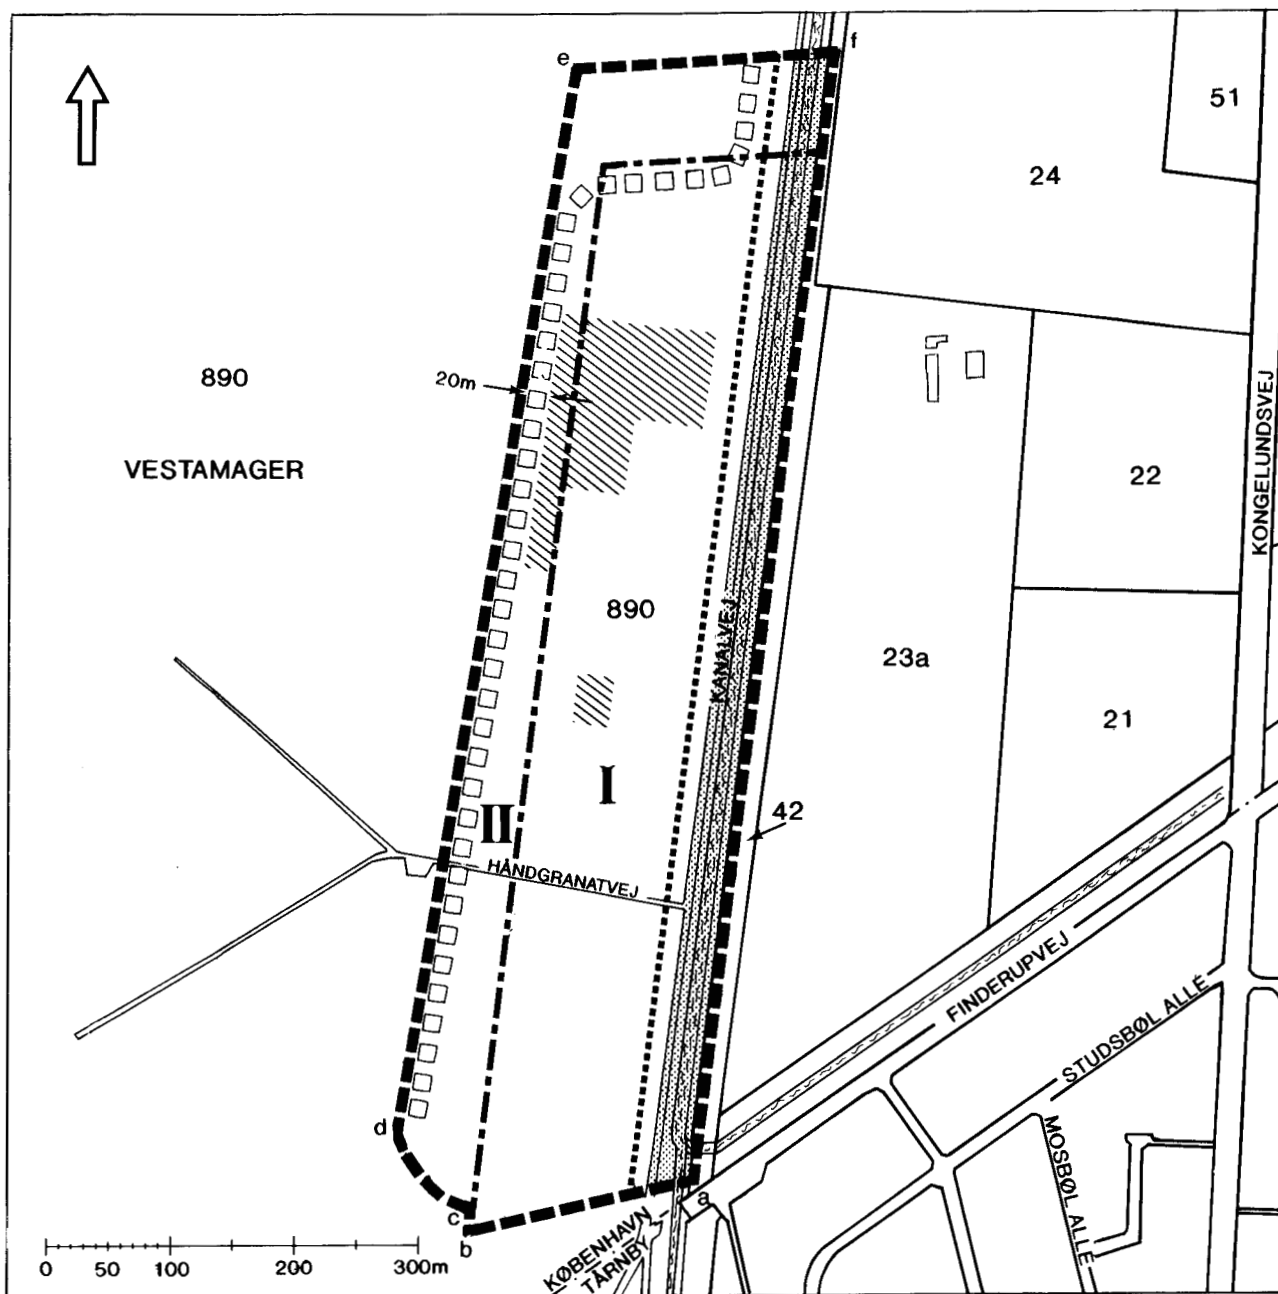 e
f
51
24
890
20m
VESTAMAGER
22
KONGELUNDSVEJ
890
KANALVEJ
23a
21
I
II
42
HÅNDGRANATVEJ
FINDERUPVEJ
STUDSBØL ALLÉ
MOSBØL ALLÉ
d
c
b
a
KØBENHAVN
TÅRNBY
0 50 100 200 300m